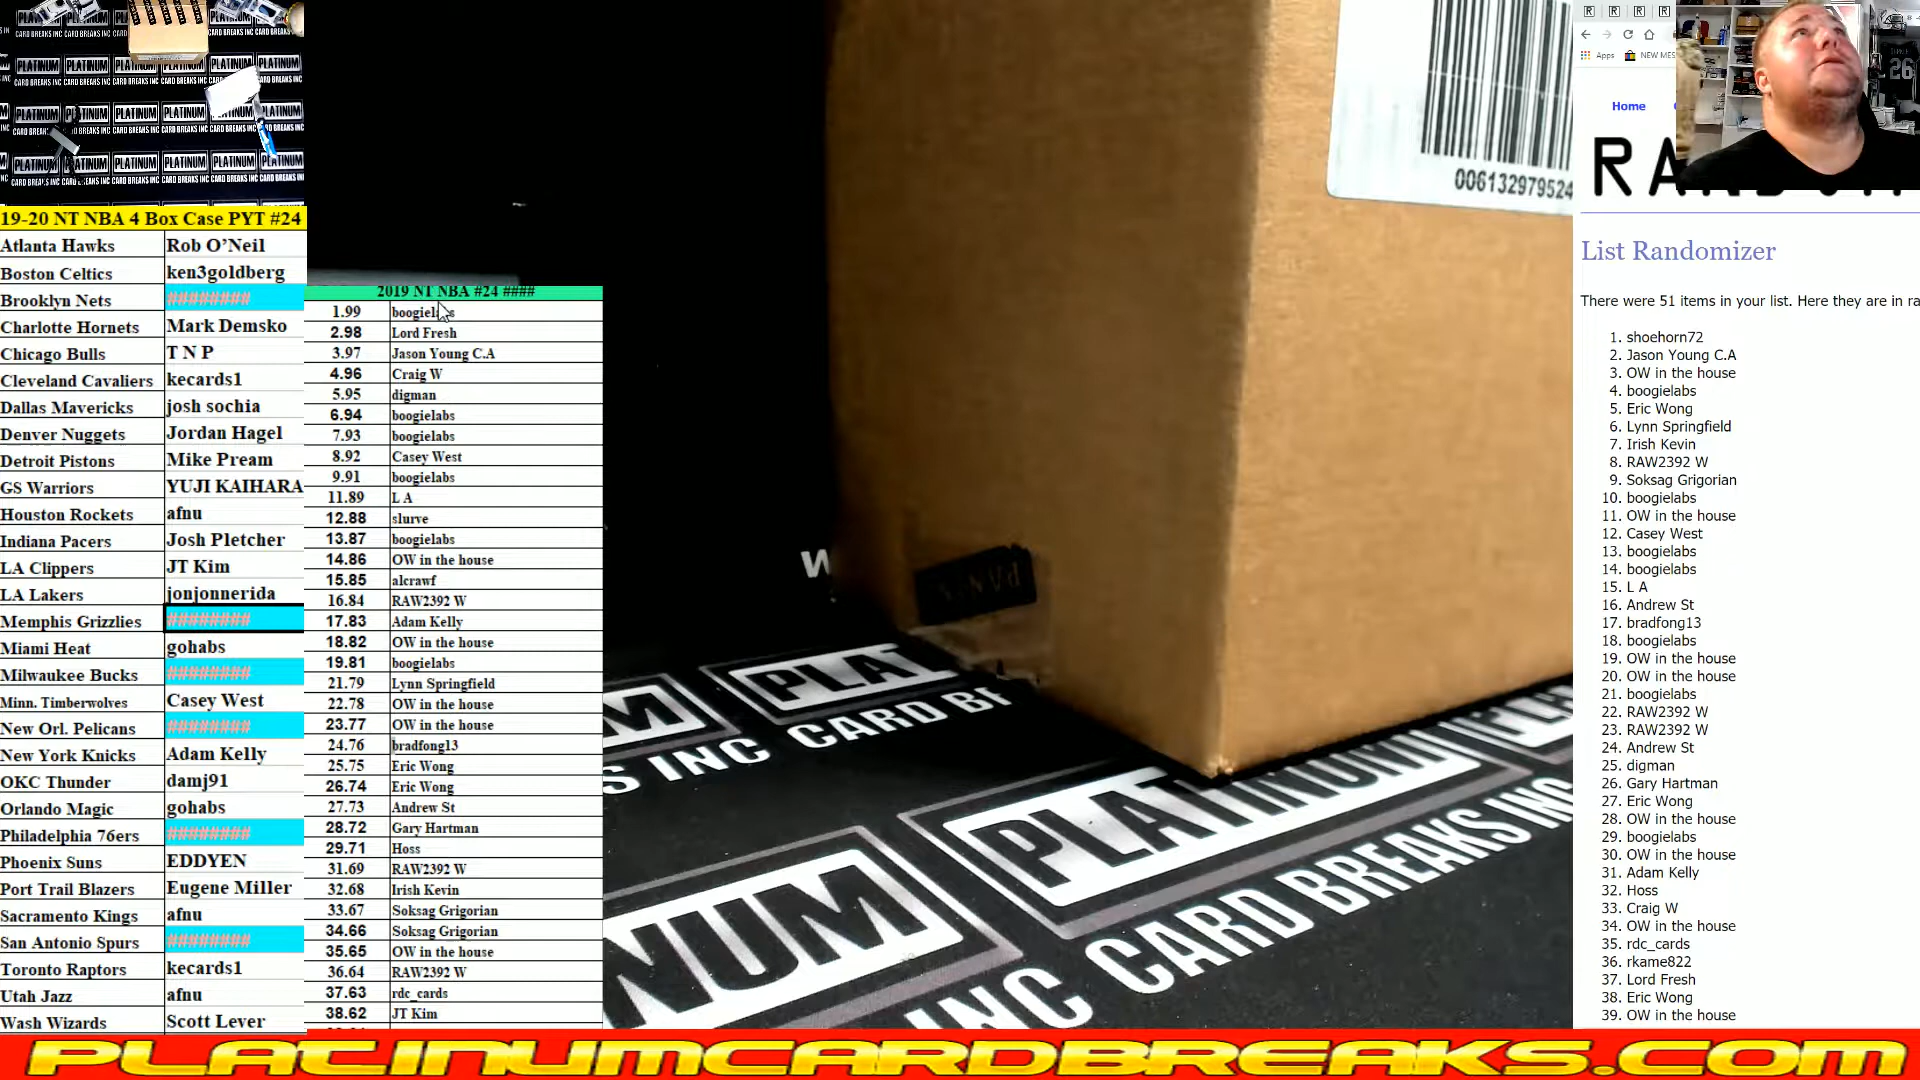 19-20 NT NBA 4 Box Case PYT #24
Atlanta Hawks Rob O’Neil
Boston Celtics ken3goldberg
Brooklyn Nets ########
Charlotte Hornets Mark Demsko
Chicago Bulls T N P
Cleveland Cavaliers kecards1
Dallas Mavericks josh sochia
Denver Nuggets Jordan Hagel
Detroit Pistons Mike Pream
GS Warriors YUJI KAIHARA
Houston Rockets afnu
Indiana Pacers Josh Pletcher
LA Clippers JT Kim
LA Lakers jonjonnerida
Memphis Grizzlies ########
Miami Heat gohabs
Milwaukee Bucks ########
Minn. Timberwolves Casey West
New Orl. Pelicans ########
New York Knicks Adam Kelly
OKC Thunder damj91
Orlando Magic gohabs
Philadelphia 76ers ########
Phoenix Suns EDDYEN
Port Trail Blazers Eugene Miller
Sacramento Kings afnu
San Antonio Spurs ########
Toronto Raptors kecards1
Utah Jazz afnu
Wash Wizards Scott Lever
2019 NT NBA #24 ####
1.99 boogielabs
2.98 Lord Fresh
3.97 Jason Young C.A
4.96 Craig W
5.95 digman
6.94 boogielabs
7.93 boogielabs
8.92 Casey West
9.91 boogielabs
11.89 L A
12.88 slurve
13.87 boogielabs
14.86 OW in the house
15.85 alcrawf
16.84 RAW2392 W
17.83 Adam Kelly
18.82 OW in the house
19.81 boogielabs
21.79 Lynn Springfield
22.78 OW in the house
23.77 OW in the house
24.76 bradfong13
25.75 Eric Wong
26.74 Eric Wong
27.73 Andrew St
28.72 Gary Hartman
29.71 Hoss
31.69 RAW2392 W
32.68 Irish Kevin
33.67 Soksag Grigorian
34.66 Soksag Grigorian
35.65 OW in the house
36.64 RAW2392 W
37.63 rdc_cards
38.62 JT Kim
006132979524
PANINI
PLATINUM
CARD BREAKS INC
Apps NEW MES
Home
List Randomizer
There were 51 items in your list. Here they are in ra
1. shoehorn72
2. Jason Young C.A
3. OW in the house
4. boogielabs
5. Eric Wong
6. Lynn Springfield
7. Irish Kevin
8. RAW2392 W
9. Soksag Grigorian
10. boogielabs
11. OW in the house
12. Casey West
13. boogielabs
14. boogielabs
15. L A
16. Andrew St
17. bradfong13
18. boogielabs
19. OW in the house
20. OW in the house
21. boogielabs
22. RAW2392 W
23. RAW2392 W
24. Andrew St
25. digman
26. Gary Hartman
27. Eric Wong
28. OW in the house
29. boogielabs
30. OW in the house
31. Adam Kelly
32. Hoss
33. Craig W
34. OW in the house
35. rdc_cards
36. rkame822
37. Lord Fresh
38. Eric Wong
39. OW in the house
PLATINUMCARDBREAKS.COM